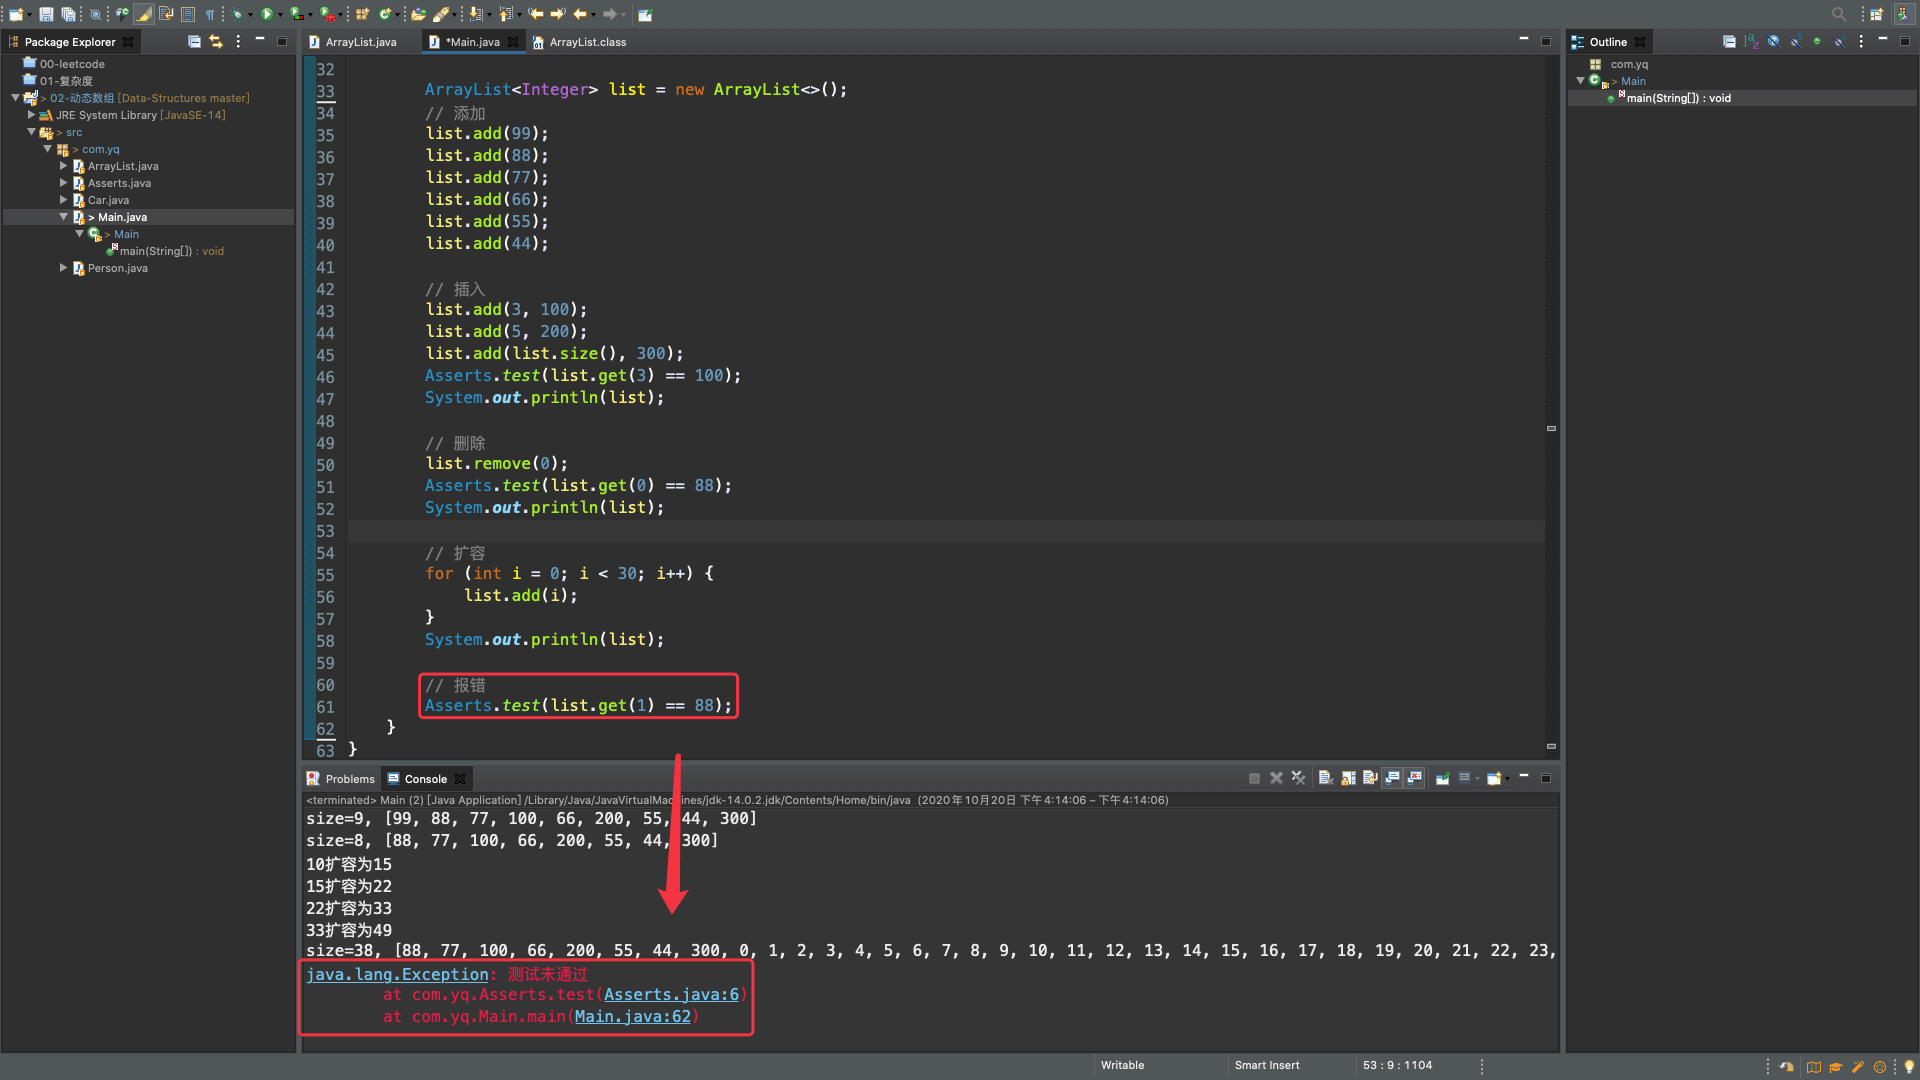 Package Explorer
00-leetcode
01-复杂度
> 02-动态数组 [Data-Structures master]
JRE System Library [JavaSE-14]
> src
> com.yq
ArrayList.java
Asserts.java
Car.java
> Main.java
> Main
main(String[]) : void
Person.java
ArrayList.java
*Main.java
ArrayList.class
32
33 ArrayList<Integer> list = new ArrayList<>();
34 // 添加
35 list.add(99);
36 list.add(88);
37 list.add(77);
38 list.add(66);
39 list.add(55);
40 list.add(44);
41
42 // 插入
43 list.add(3, 100);
44 list.add(5, 200);
45 list.add(list.size(), 300);
46 Asserts.test(list.get(3) == 100);
47 System.out.println(list);
48
49 // 删除
50 list.remove(0);
51 Asserts.test(list.get(0) == 88);
52 System.out.println(list);
53
54 // 扩容
55 for (int i = 0; i < 30; i++) {
56 list.add(i);
57 }
58 System.out.println(list);
59
60 // 报错
61 Asserts.test(list.get(1) == 88);
62 }
63 }
Outline
com.yq
> Main
main(String[]) : void
Problems
Console
<terminated> Main (2) [Java Application] /Library/Java/JavaVirtualMachines/jdk-14.0.2.jdk/Contents/Home/bin/java (2020年10月20日 下午4:14:06 – 下午4:14:06)
size=9, [99, 88, 77, 100, 66, 200, 55, 44, 300]
size=8, [88, 77, 100, 66, 200, 55, 44, 300]
10扩容为15
15扩容为22
22扩容为33
33扩容为49
size=38, [88, 77, 100, 66, 200, 55, 44, 300, 0, 1, 2, 3, 4, 5, 6, 7, 8, 9, 10, 11, 12, 13, 14, 15, 16, 17, 18, 19, 20, 21, 22, 23,
java.lang.Exception: 测试未通过
at com.yq.Asserts.test(Asserts.java:6)
at com.yq.Main.main(Main.java:62)
Writable
Smart Insert
53 : 9 : 1104